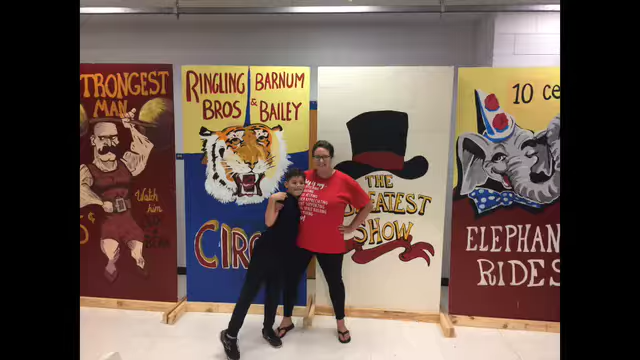 TRONGEST
MAN
Watch
him
RINGLING BARNUM
BROS & BAILEY
CIRC
THE
EATEST
SHOW
10 ce
ELEPHAN
RIDES